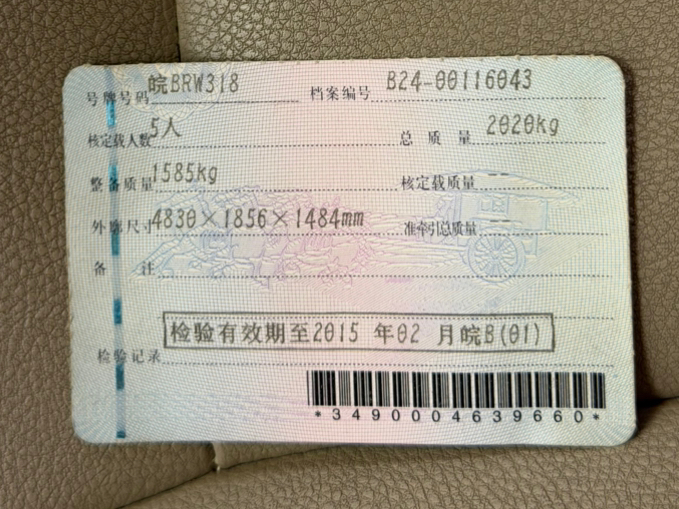 号牌号码 皖BRW318 档案编号 B24-00116043
核定载人数 5人 总质量 2020kg
整备质量 1585kg 核定载质量
外廓尺寸 4830×1856×1484mm 准牵引总质量
备注
检验有效期至2015 年02 月皖B(01)
检验记录
*3490004639660*